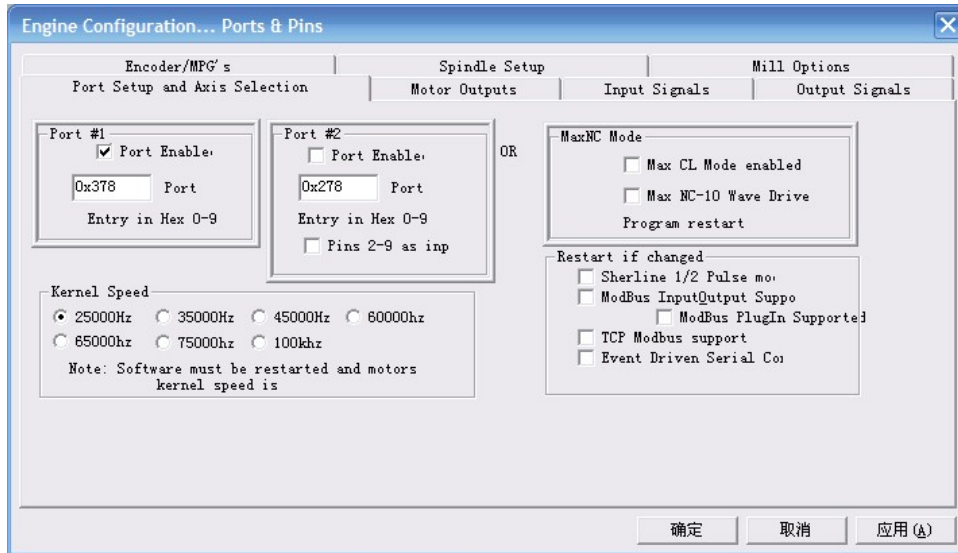 Engine Configuration... Ports & Pins
Encoder/MPG's Spindle Setup Mill Options
Port Setup and Axis Selection Motor Outputs Input Signals Output Signals
Port #1
Port Enable
0x378 Port
Entry in Hex 0-9
Port #2
Port Enable
0x278 Port
Entry in Hex 0-9
Pins 2-9 as inp
OR
MaxNC Mode
Max CL Mode enabled
Max NC-10 Wave Drive
Program restart
Restart if changed
Sherline 1/2 Pulse mo
ModBus InputOutput Suppo
ModBus PlugIn Supported
TCP Modbus support
Event Driven Serial Co
Kernel Speed
25000Hz 35000Hz 45000Hz 60000hz
65000hz 75000hz 100khz
Note: Software must be restarted and motors
kernel speed is
确定 取消 应用(A)